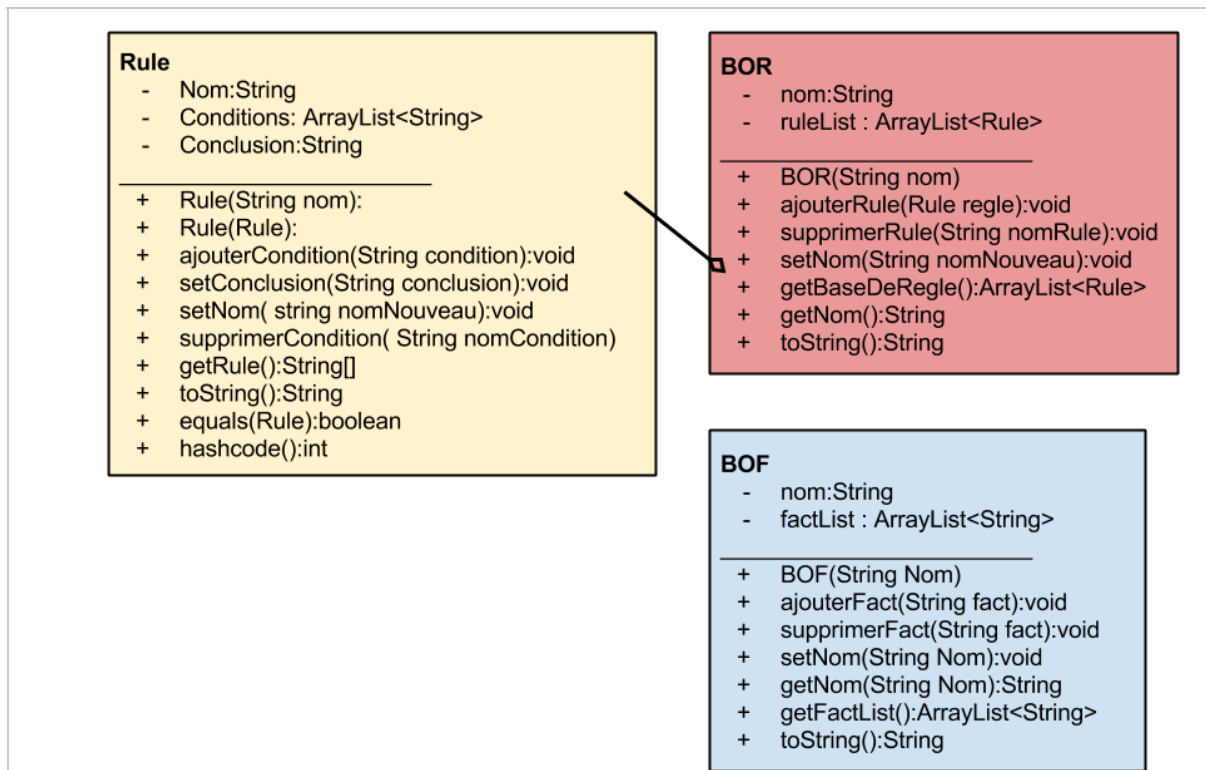 Rule
- Nom:String
- Conditions: ArrayList<String>
- Conclusion:String
+ Rule(String nom):
+ Rule(Rule):
+ ajouterCondition(String condition):void
+ setConclusion(String conclusion):void
+ setNom( string nomNouveau):void
+ supprimerCondition( String nomCondition)
+ getRule():String[]
+ toString():String
+ equals(Rule):boolean
+ hashcode():int
BOR
- nom:String
- ruleList : ArrayList<Rule>
+ BOR(String nom)
+ ajouterRule(Rule regle):void
+ supprimerRule(String nomRule):void
+ setNom(String nomNouveau):void
+ getBaseDeRegle():ArrayList<Rule>
+ getNom():String
+ toString():String
BOF
- nom:String
- factList : ArrayList<String>
+ BOF(String Nom)
+ ajouterFact(String fact):void
+ supprimerFact(String fact):void
+ setNom(String Nom):void
+ getNom(String Nom):String
+ getFactList():ArrayList<String>
+ toString():String